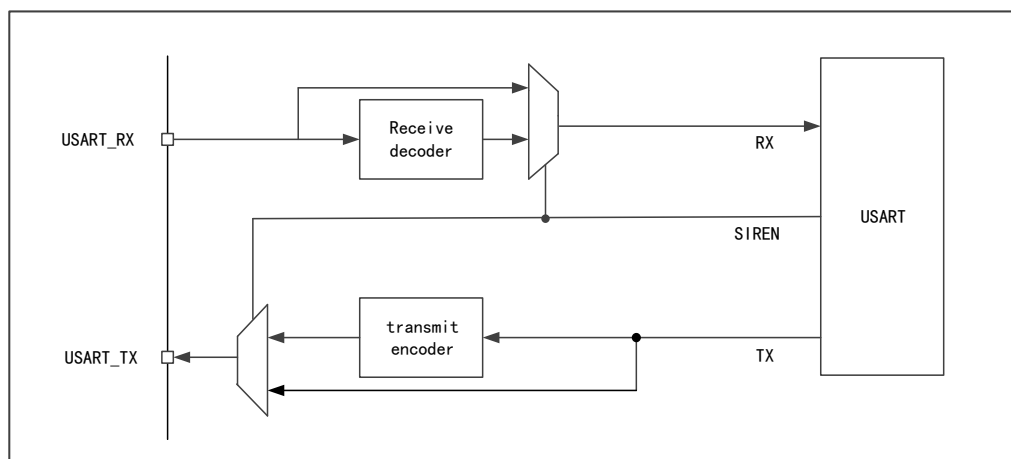 Receive
decoder
USART_RX
RX
USART
SIREN
transmit
encoder
USART_TX
TX